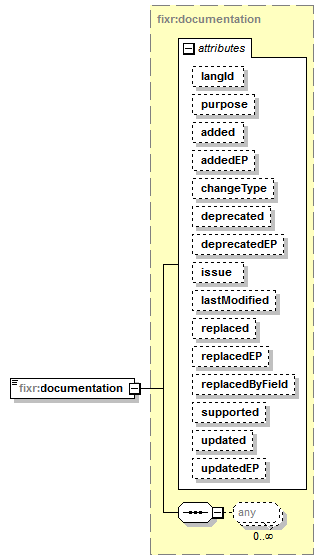 fixr:documentation
attributes
langId
purpose
added
addedEP
changeType
deprecated
deprecatedEP
issue
lastModified
replaced
replacedEP
replacedByField
supported
updated
updatedEP
fixr:documentation
any
0..∞